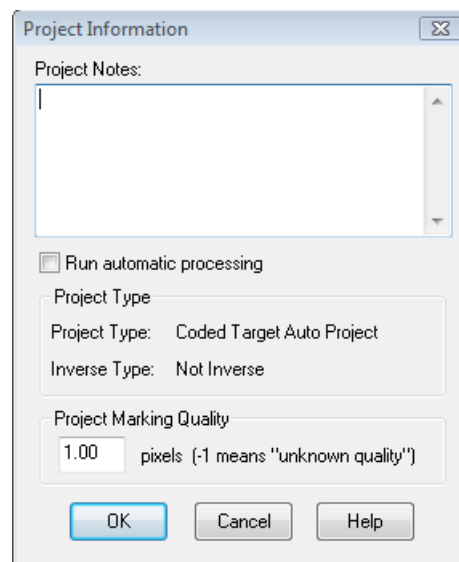 Project Information
Project Notes:
Run automatic processing
Project Type
Project Type: Coded Target Auto Project
Inverse Type: Not Inverse
Project Marking Quality
1.00 pixels (-1 means "unknown quality")
OK Cancel Help